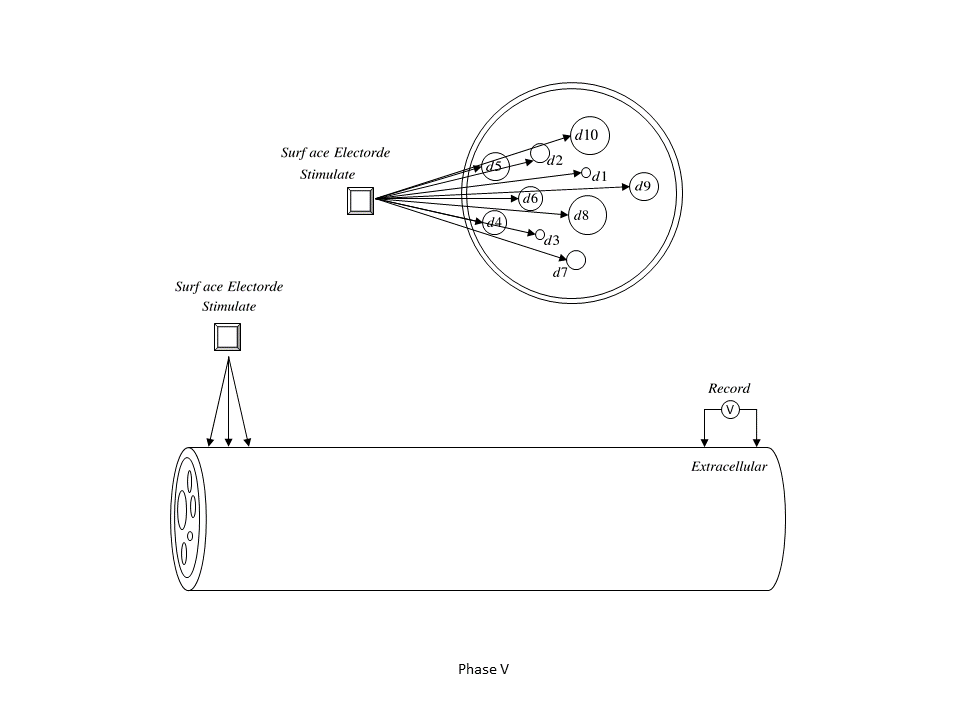 Surf ace Electorde
Stimulate
d10
d2
d5
d1
d9
d6
d8
d4
d3
d7
Surf ace Electorde
Stimulate
Record
V
Extracellular
Phase V